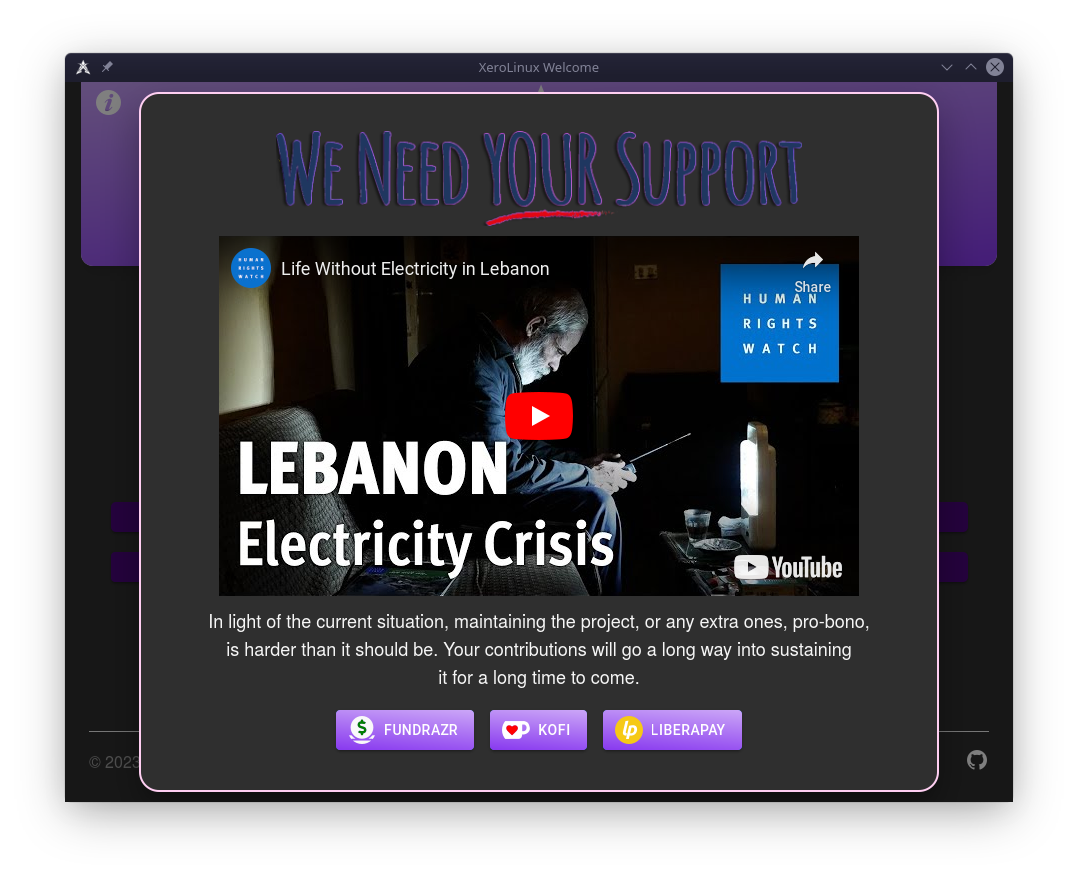 XeroLinux Welcome
i
WE NEED YOUR SUPPORT
HUMAN
RIGHTS
WATCH
Life Without Electricity in Lebanon
Share
HUMAN
RIGHTS
WATCH
LEBANON
Electricity Crisis
YouTube
In light of the current situation, maintaining the project, or any extra ones, pro-bono,
is harder than it should be. Your contributions will go a long way into sustaining
it for a long time to come.
$ FUNDRAZR
KOFI
lp LIBERAPAY
© 2023